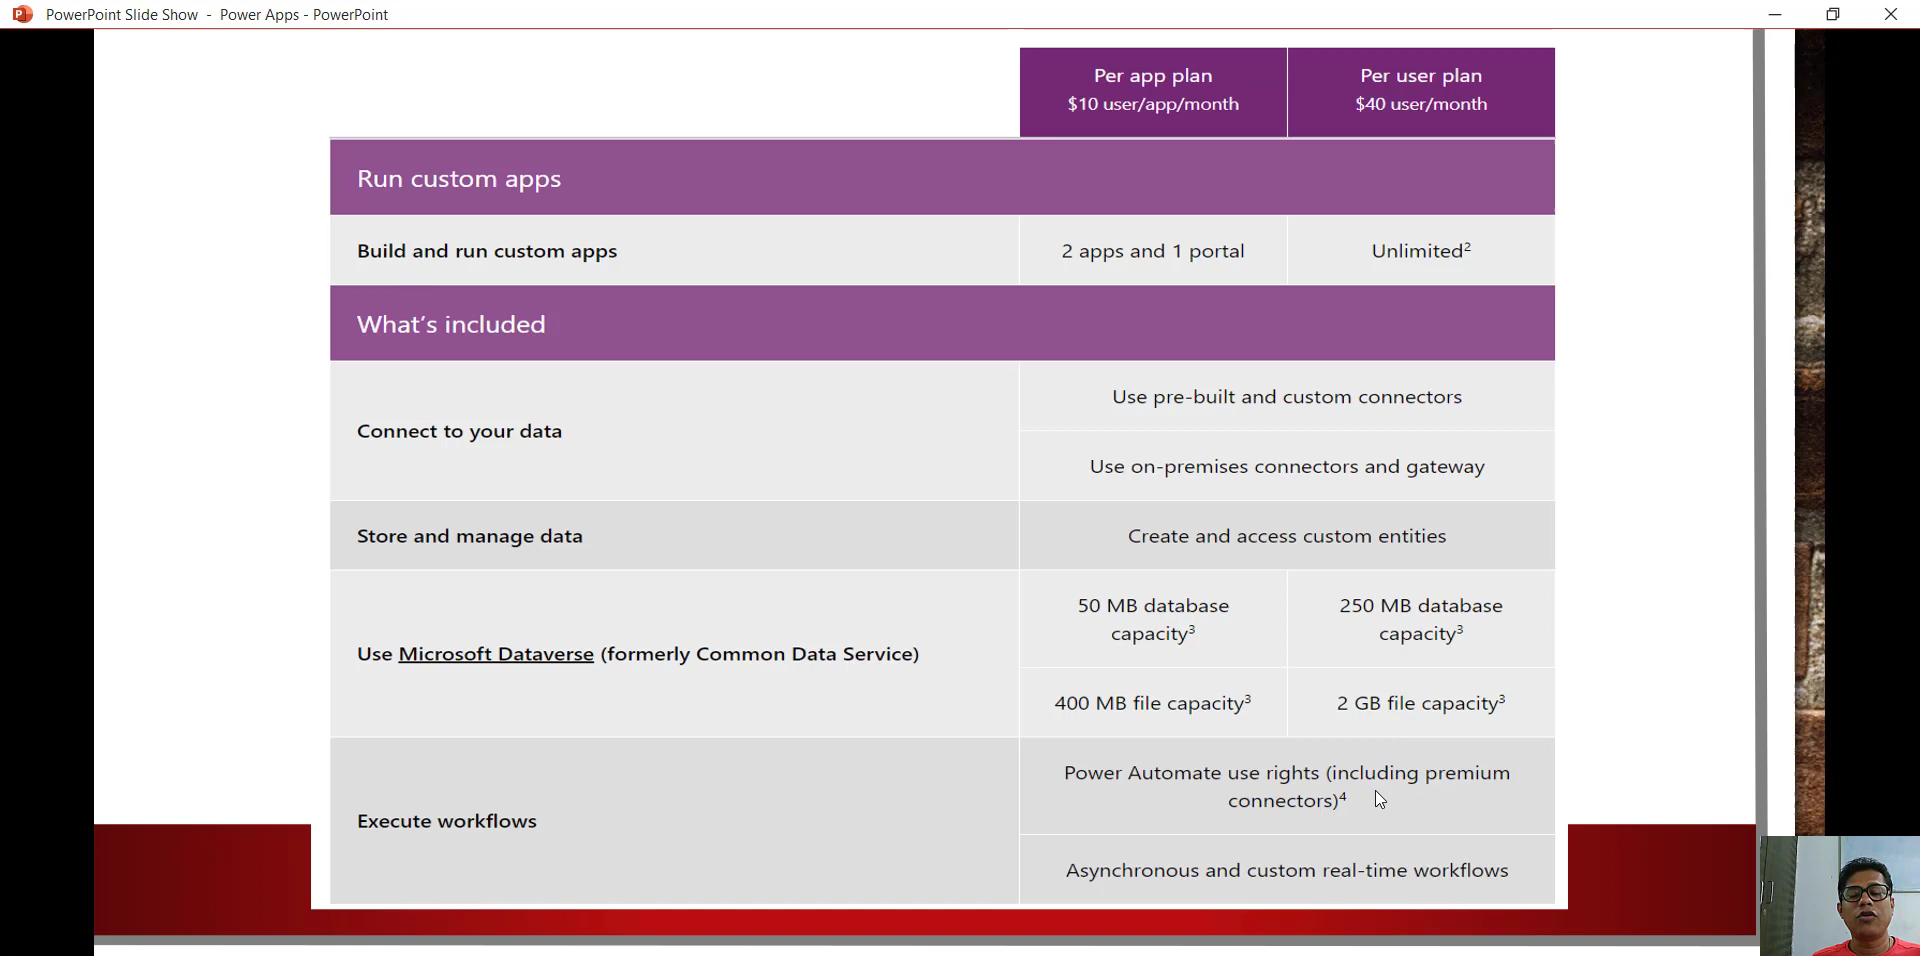 PowerPoint Slide Show - Power Apps - PowerPoint
Per app plan
$10 user/app/month
Per user plan
$40 user/month
Run custom apps
Build and run custom apps
2 apps and 1 portal
Unlimited²
What's included
Connect to your data
Use pre-built and custom connectors
Use on-premises connectors and gateway
Store and manage data
Create and access custom entities
Use Microsoft Dataverse (formerly Common Data Service)
50 MB database
capacity³
250 MB database
capacity³
400 MB file capacity³
2 GB file capacity³
Execute workflows
Power Automate use rights (including premium
connectors)⁴
Asynchronous and custom real-time workflows